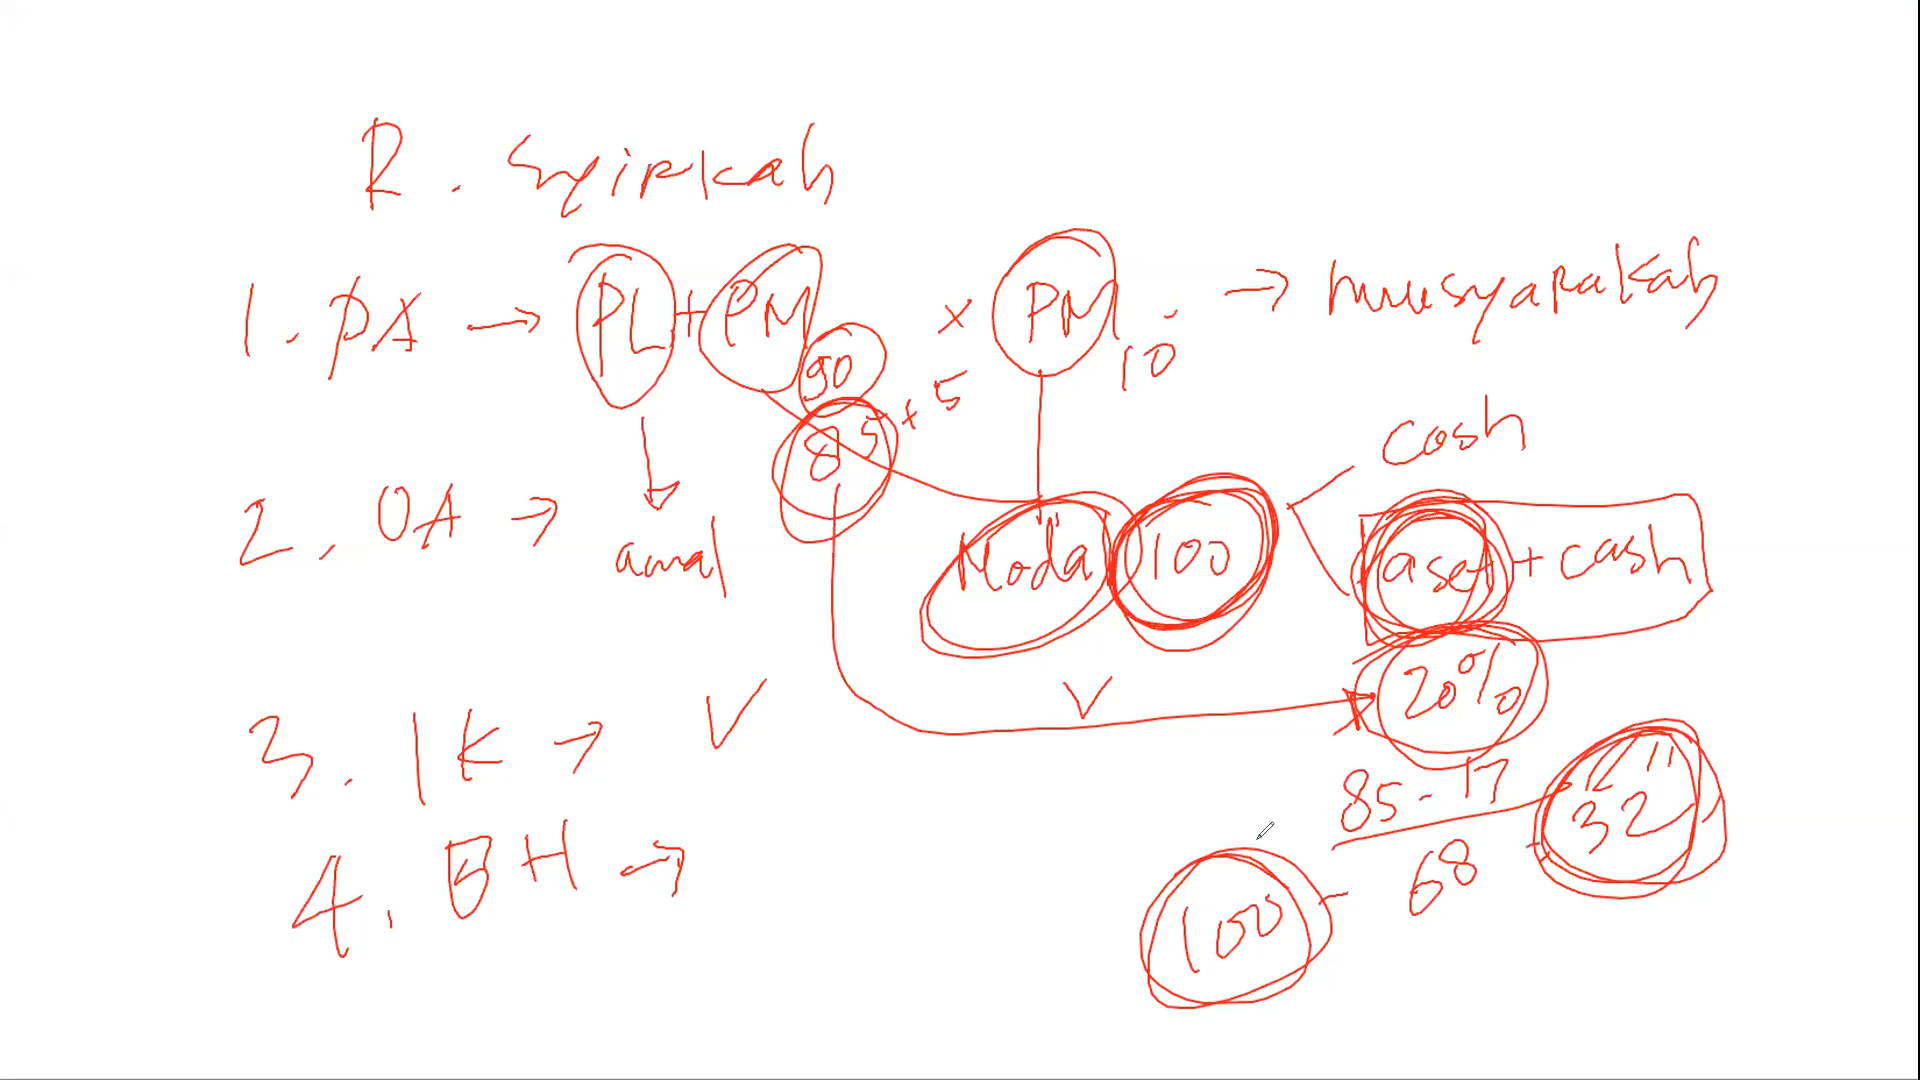 R. Syirkah
1. PA → PL + PM x PM → musyarakah
90 10
85 + 5
cash
2. OA → amal Modal 100 aset + cash
20%
3. IK → V V
85 - 17
32
4. BH → 68
100 -